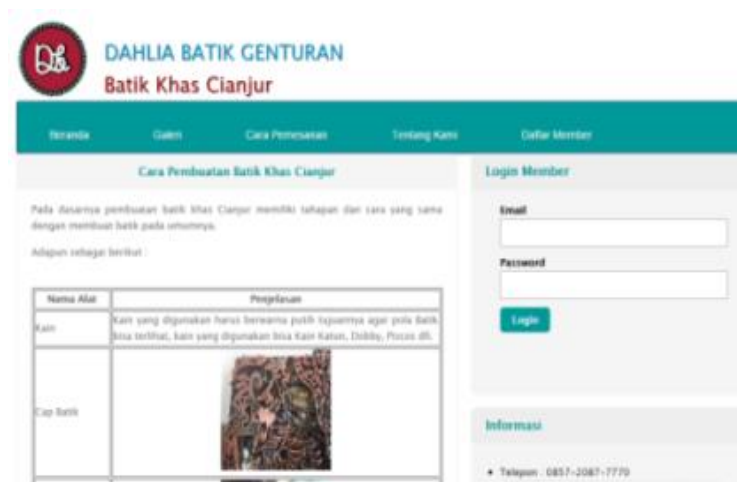 DB
DAHLIA BATIK GENTURAN
Batik Khas Cianjur
Beranda
Galeri
Cara Pemesanan
Tentang Kami
Daftar Member
Cara Pembuatan Batik Khas Cianjur
Pada dasarnya pembuatan batik khas Cianjur memiliki tahapan dan cara yang sama
dengan membuat batik pada umumnya.
Adapun sebagai berikut :
Nama Alat
Penjelasan
Kain
Kain yang digunakan harus berwarna putih tujuannya agar pola Batik
bisa terlihat, kain yang digunakan bisa Kain Katun, Dobby, dll.
Cap Batik
Login Member
Email
Password
Login
Informasi
• Telepon : 0857-2087-7770